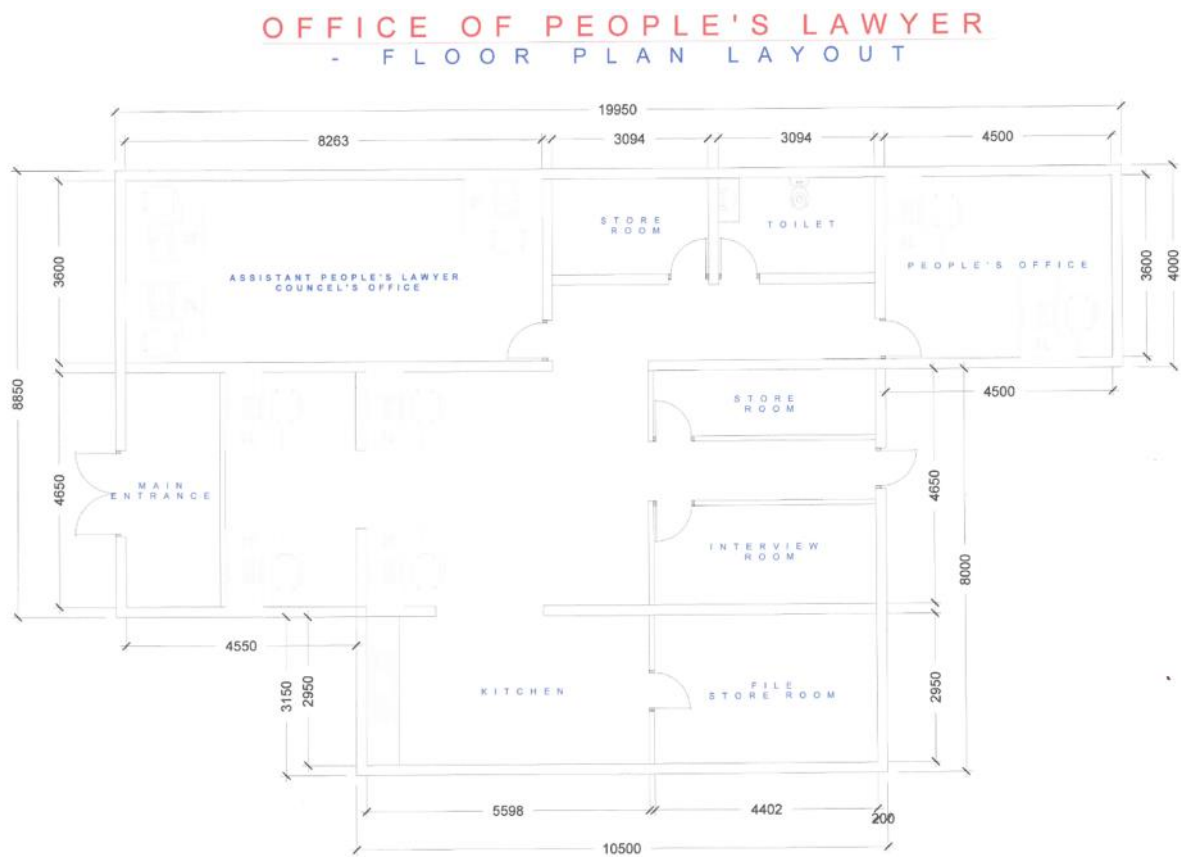 OFFICE OF PEOPLE'S LAWYER
- FLOOR PLAN LAYOUT
19950
8263
3094
3094
4500
STORE
ROOM
TOILET
ASSISTANT PEOPLE'S LAWYER
COUNCEL'S OFFICE
PEOPLE'S OFFICE
3600
3600
4000
8850
4500
STORE
ROOM
MAIN
ENTRANCE
4650
4650
INTERVIEW
ROOM
8000
4550
3150
2950
KITCHEN
FILE
STORE ROOM
2950
5598
4402
200
10500